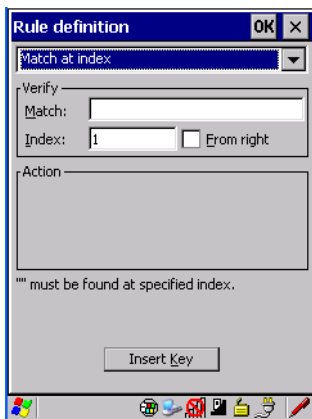 Rule definition OK ×
Match at index
Verify
Match:
Index: 1 From right
Action
"" must be found at specified index.
Insert Key